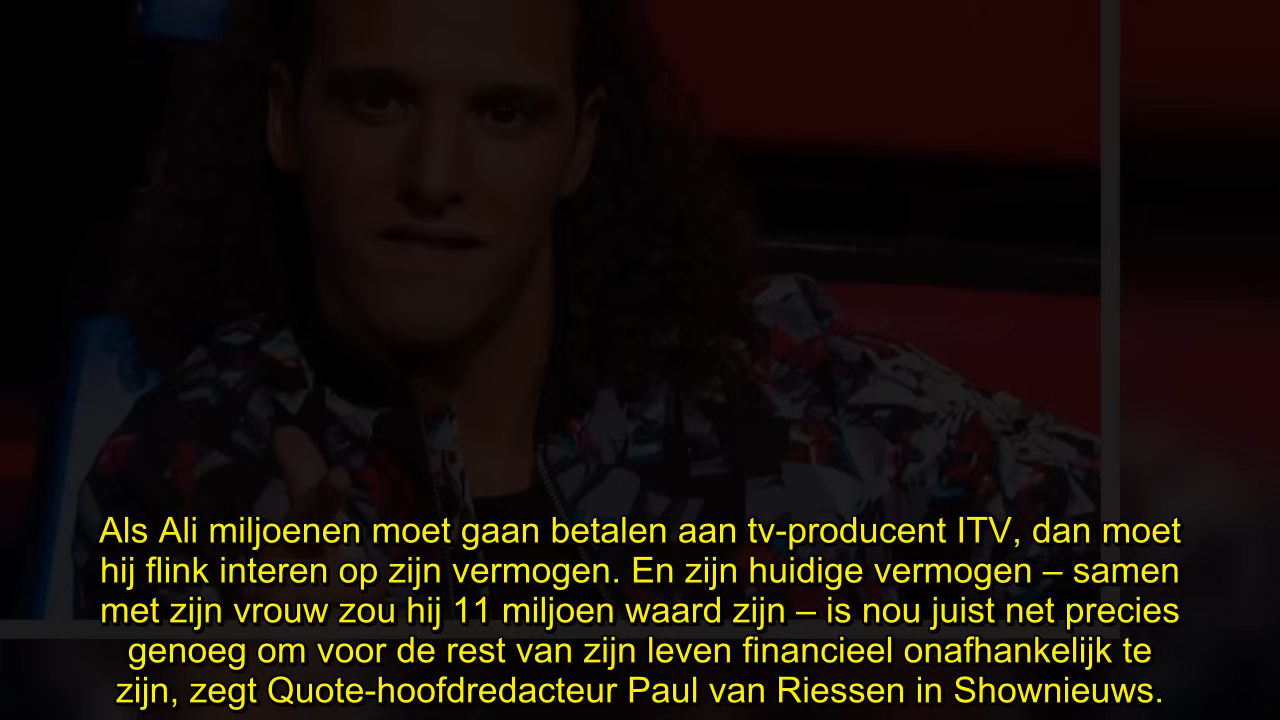 Als Ali miljoenen moet gaan betalen aan tv-producent ITV, dan moet
hij flink interen op zijn vermogen. En zijn huidige vermogen – samen
met zijn vrouw zou hij 11 miljoen waard zijn – is nou juist net precies
genoeg om voor de rest van zijn leven financieel onafhankelijk te
zijn, zegt Quote-hoofdredacteur Paul van Riessen in Shownieuws.